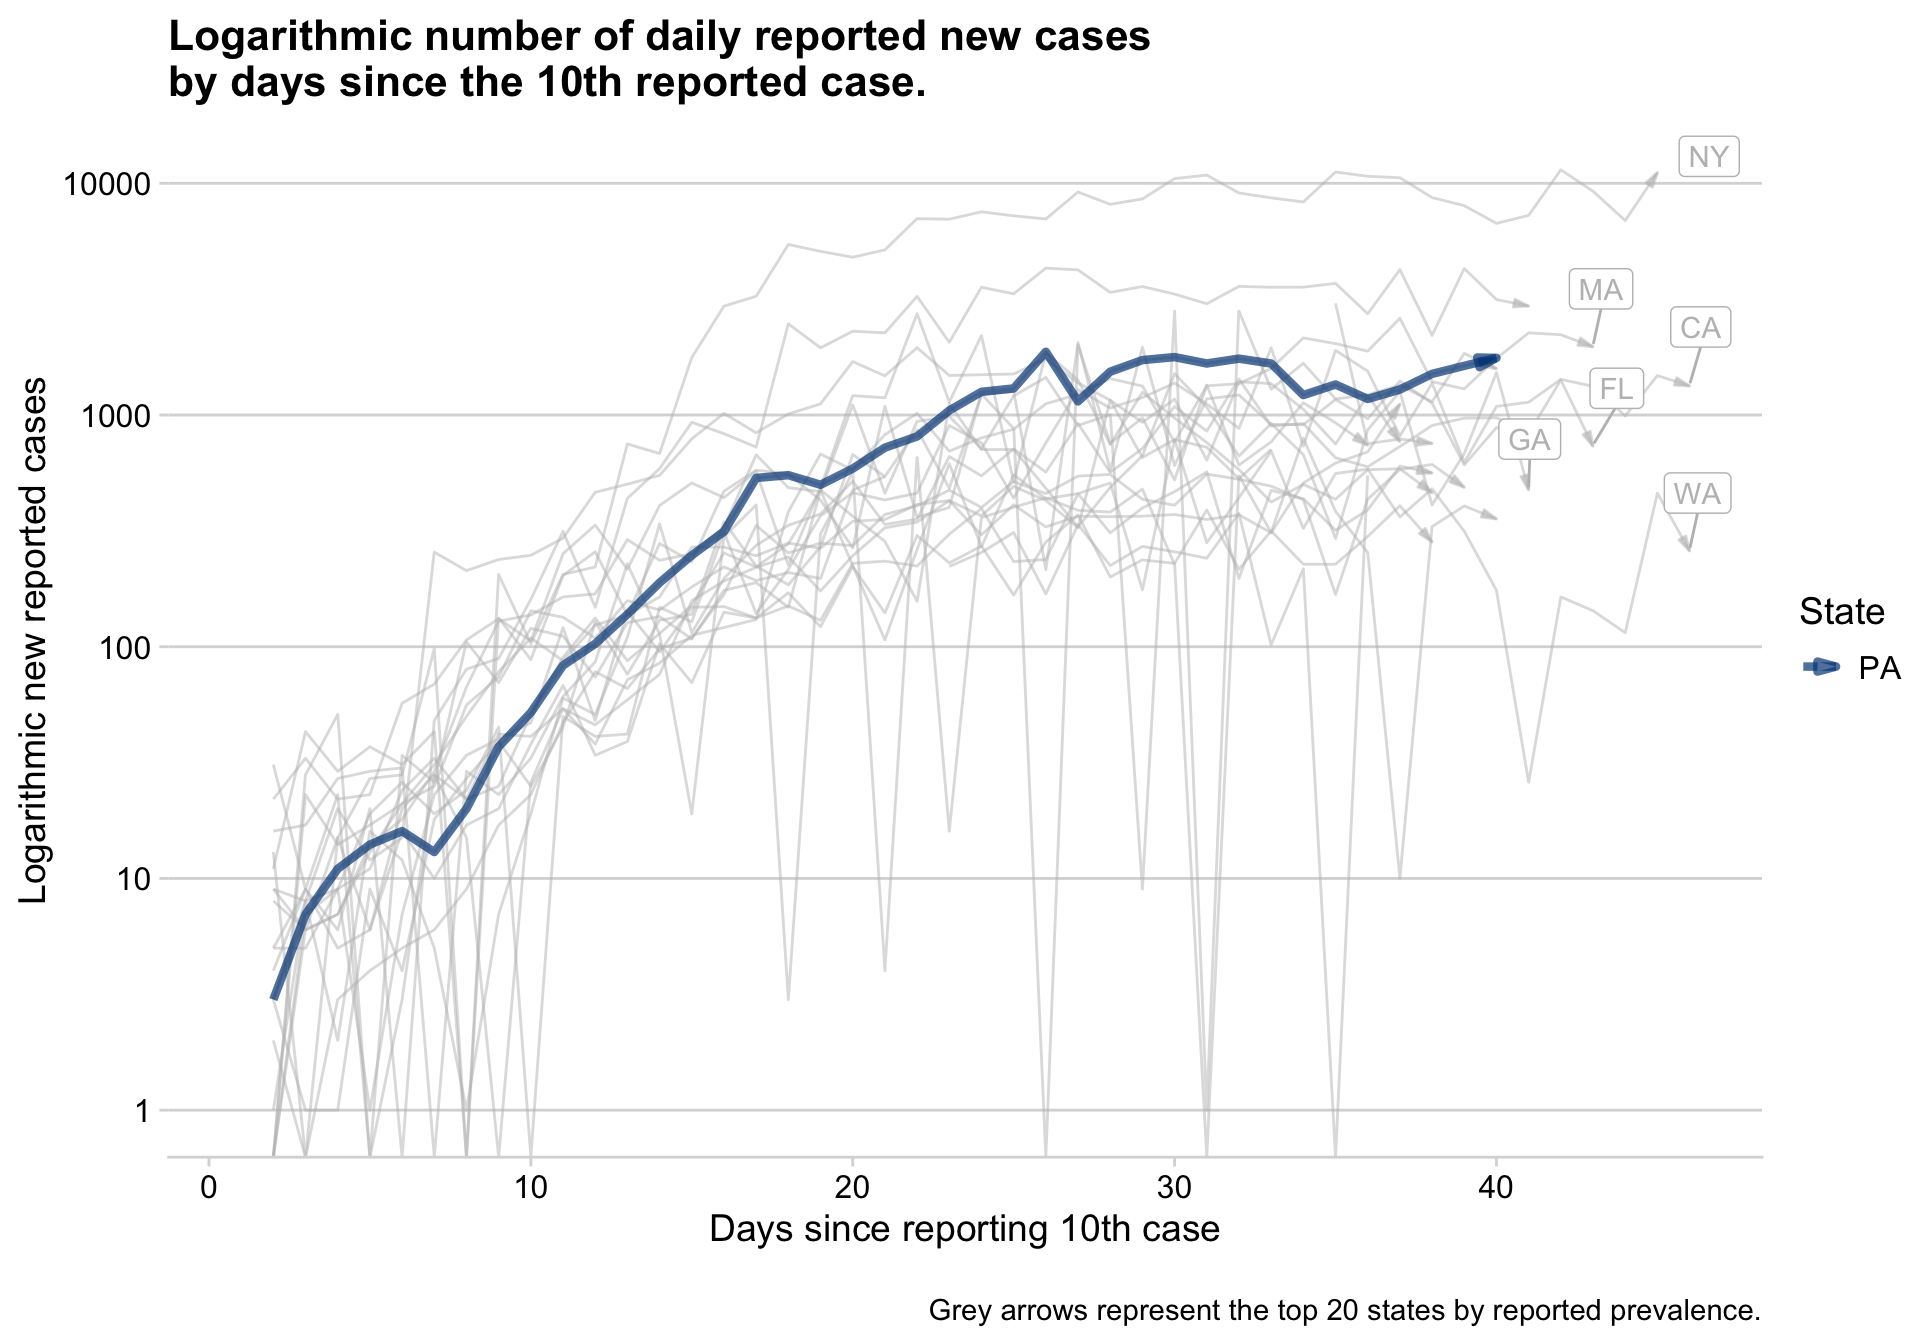 Logarithmic number of daily reported new cases
by days since the 10th reported case.
Logarithmic new reported cases
10000
1000
100
10
1
NY
MA
CA
FL
GA
WA
State
PA
0 10 20 30 40
Days since reporting 10th case
Grey arrows represent the top 20 states by reported prevalence.